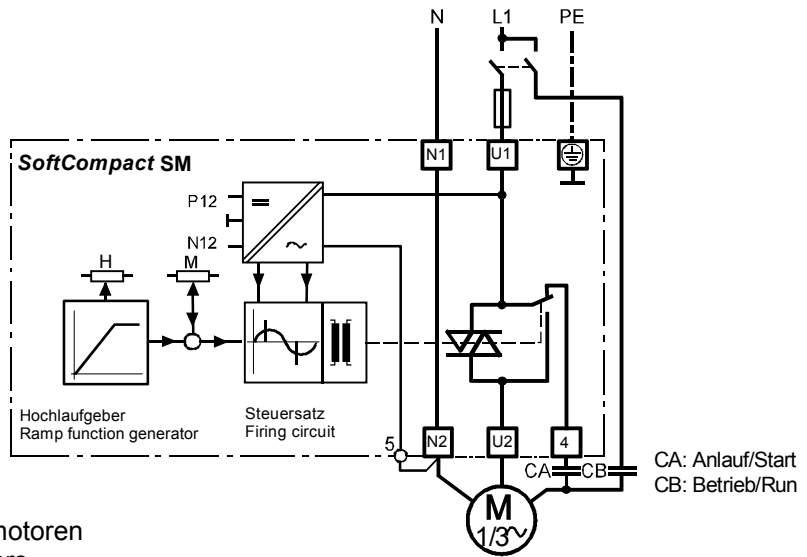 N L1 PE
SoftCompact SM
N1 U1
P12
N12
H M
Hochlaufgeber
Ramp function generator
Steuersatz
Firing circuit
5 N2 U2 4
CA CB
CA: Anlauf/Start
CB: Betrieb/Run
M
1/3~
notoren